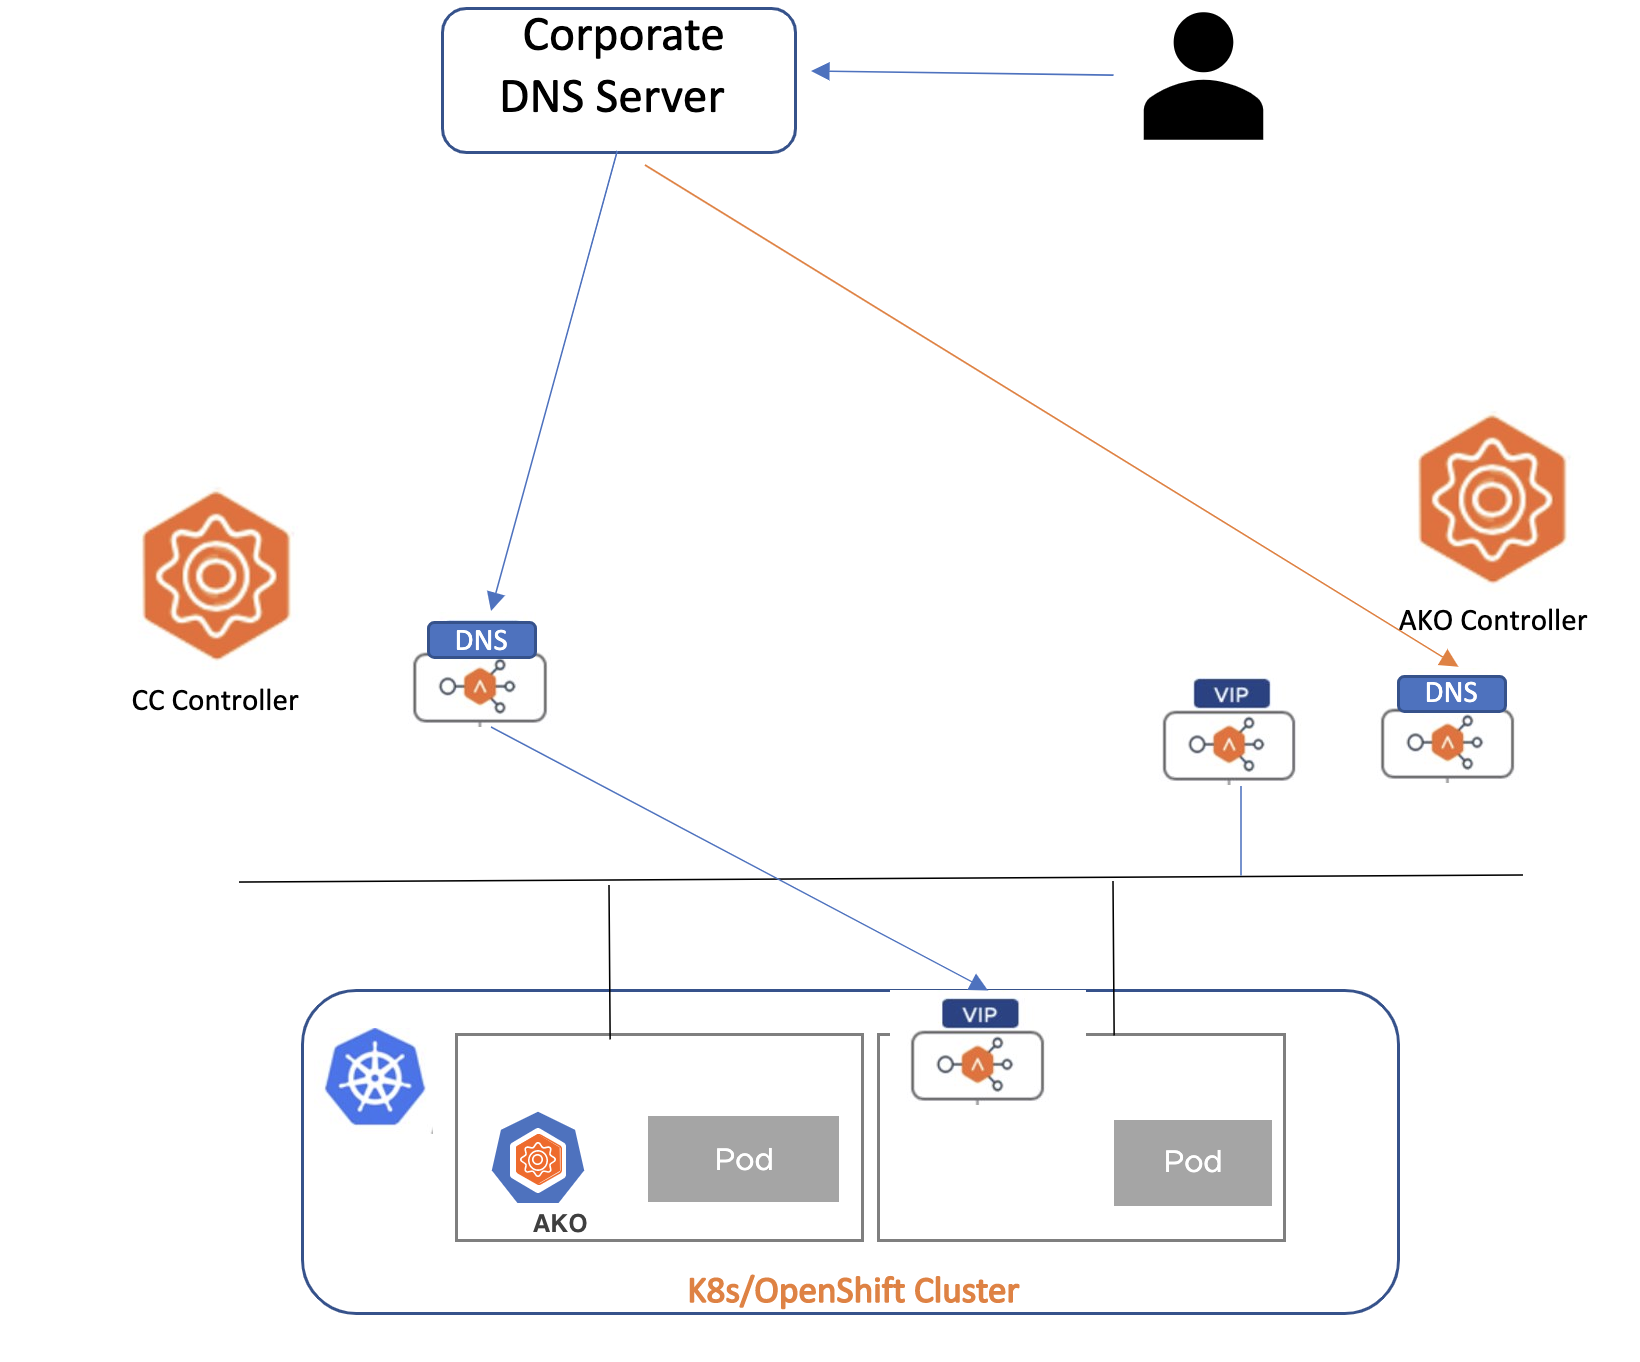 Corporate
DNS Server
AKO Controller
DNS
CC Controller
VIP
DNS
VIP
Pod
Pod
AKO
K8s/OpenShift Cluster